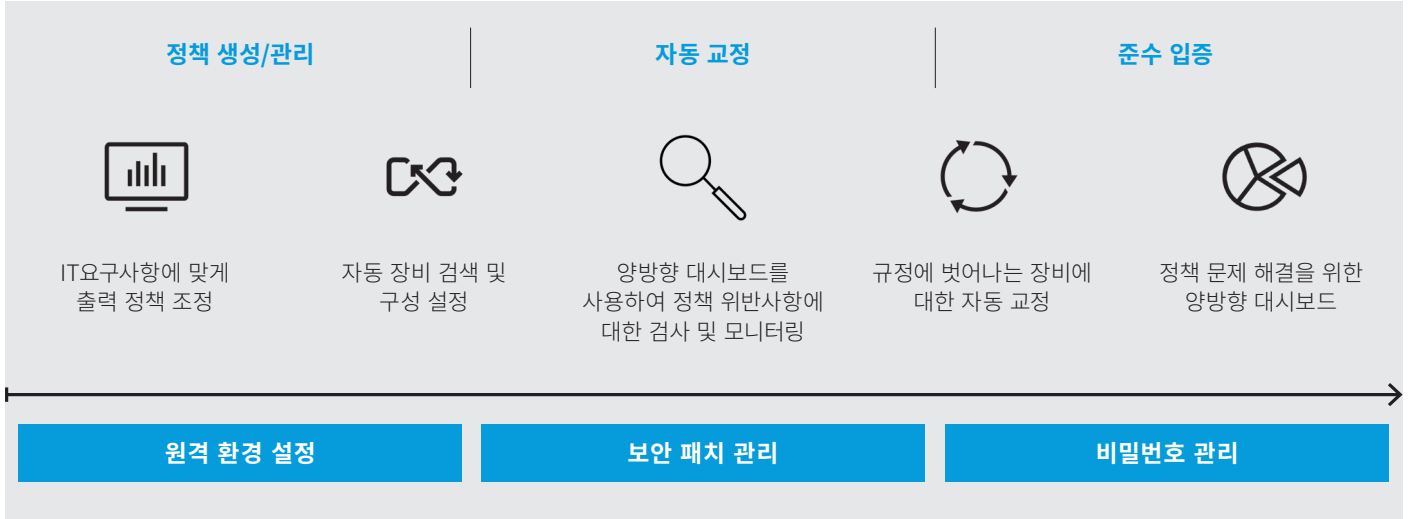 정책 생성/관리
자동 교정
준수 입증
IT요구사항에 맞게
출력 정책 조정
자동 장비 검색 및
구성 설정
양방향 대시보드를
사용하여 정책 위반사항에
대한 검사 및 모니터링
규정에 벗어나는 장비에
대한 자동 교정
정책 문제 해결을 위한
양방향 대시보드
원격 환경 설정
보안 패치 관리
비밀번호 관리